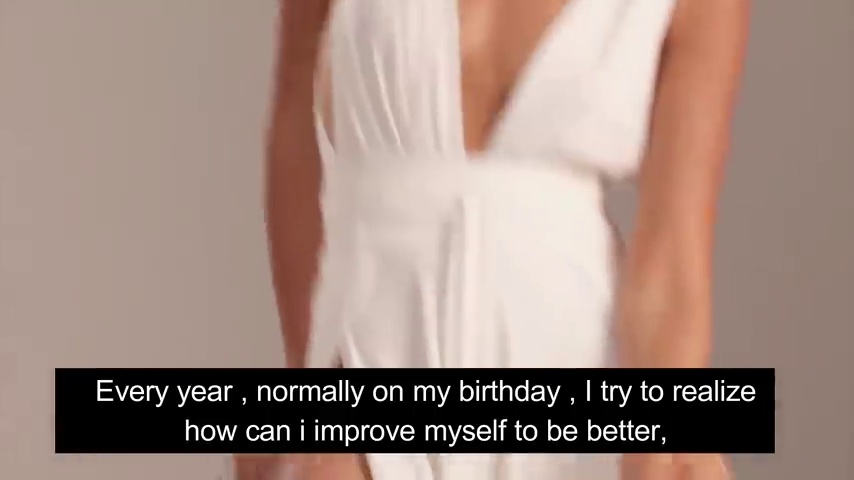 Every year , normally on my birthday , I try to realize
how can i improve myself to be better,